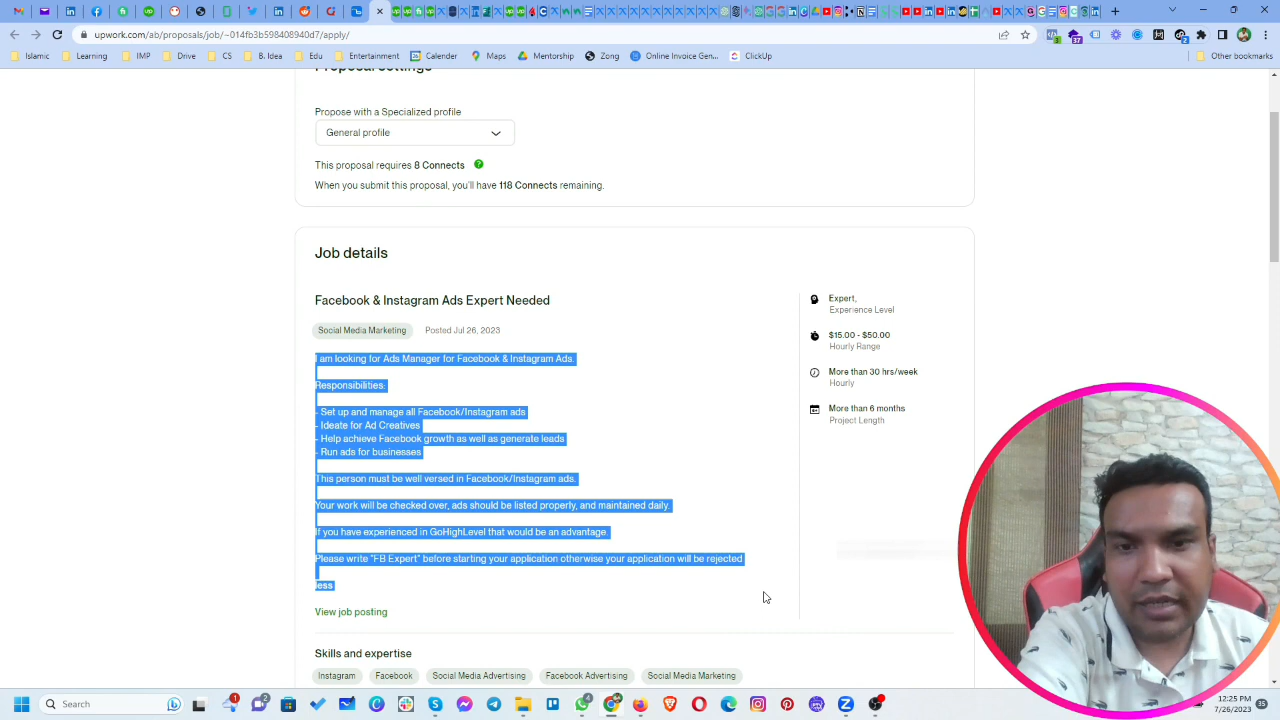 upwork.com/ab/proposals/job/~014fb3b598408940d7/apply/
Islamic Learning IMP Drive CS B. Idea Edu Entertainment Calender Maps Mentorship Zong Online Invoice Gen... ClickUp Other bookmarks
Proposal settings
Propose with a Specialized profile
General profile
This proposal requires 8 Connects
When you submit this proposal, you'll have 118 Connects remaining.
Job details
Facebook & Instagram Ads Expert Needed
Social Media Marketing Posted Jul 26, 2023
I am looking for Ads Manager for Facebook & Instagram Ads.
Responsibilities:
- Set up and manage all Facebook/Instagram ads
- Ideate for Ad Creatives
- Help achieve Facebook growth as well as generate leads
- Run ads for businesses
This person must be well versed in Facebook/Instagram ads.
Your work will be checked over, ads should be listed properly, and maintained daily.
If you have experienced in GoHighLevel that would be an advantage.
Please write "FB Expert" before starting your application otherwise your application will be rejected
less
View job posting
Expert,
Experience Level
$15.00 - $50.00
Hourly Range
More than 30 hrs/week
Hourly
More than 6 months
Project Length
Skills and expertise
Instagram Facebook Social Media Advertising Facebook Advertising Social Media Marketing
Search
12:25 PM
7/26/2023